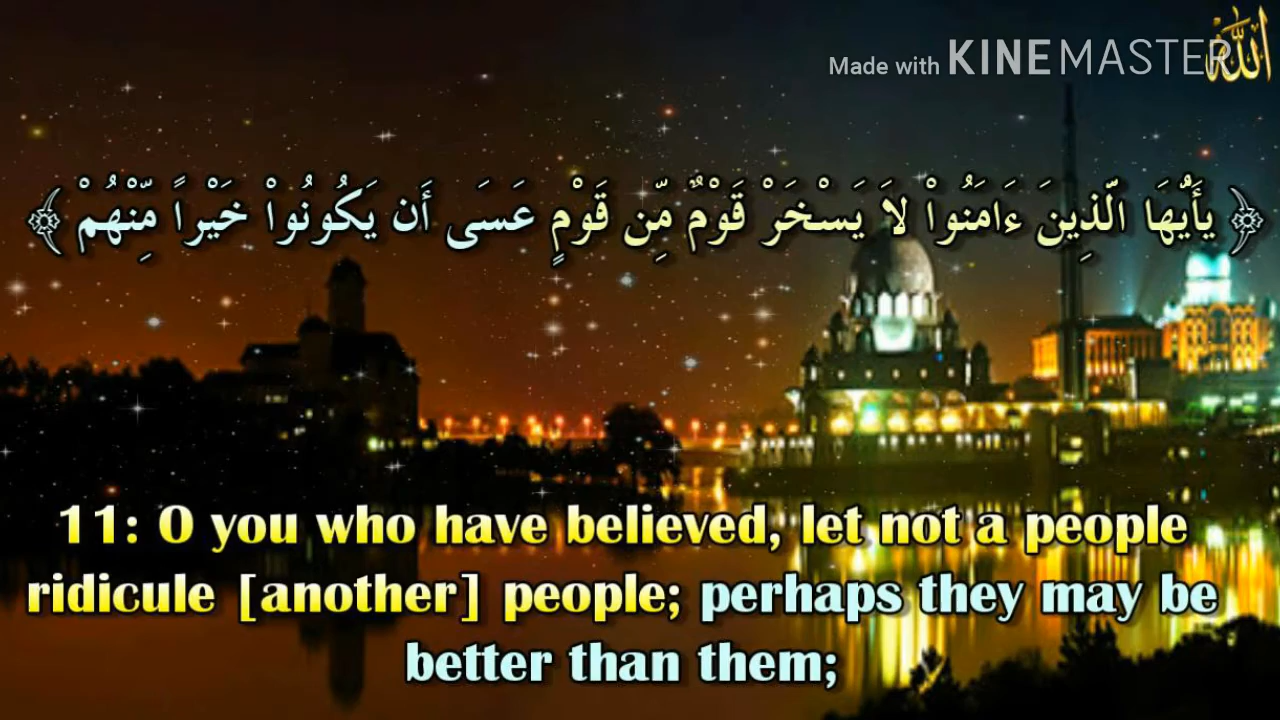 Made with KINEMASTER
الله
﴿ يَأَيُّهَا الَّذِينَ ءَامَنُواْ لاَ يَسْخَرْ قَوْمٌ مِّن قَوْمٍ عَسَى أَن يَكُونُواْ خَيْراً مِّنْهُمْ ﴾
11: O you who have believed, let not a people
ridicule [another] people; perhaps they may be
better than them;